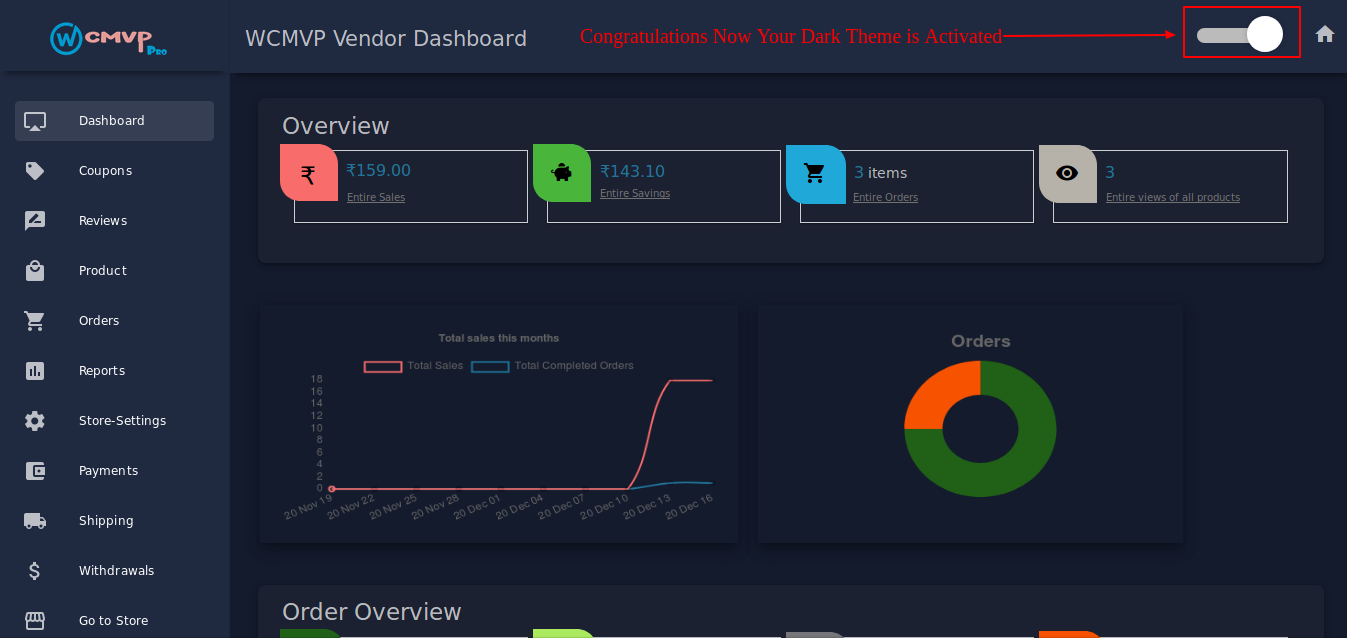 WCMVP Pro
WCMVP Vendor Dashboard
Congratulations Now Your Dark Theme is Activated
Dashboard
Coupons
Reviews
Product
Orders
Reports
Store-Settings
Payments
Shipping
Withdrawals
Go to Store
Overview
₹
₹159.00
Entire Sales
₹143.10
Entire Savings
3 items
Entire Orders
3
Entire views of all products
Total sales this months
Total Sales
Total Completed Orders
18
16
14
12
10
8
6
4
2
0
20 Nov 19
20 Nov 22
20 Nov 25
20 Nov 28
20 Dec 01
20 Dec 04
20 Dec 07
20 Dec 10
20 Dec 13
20 Dec 16
Orders
Order Overview